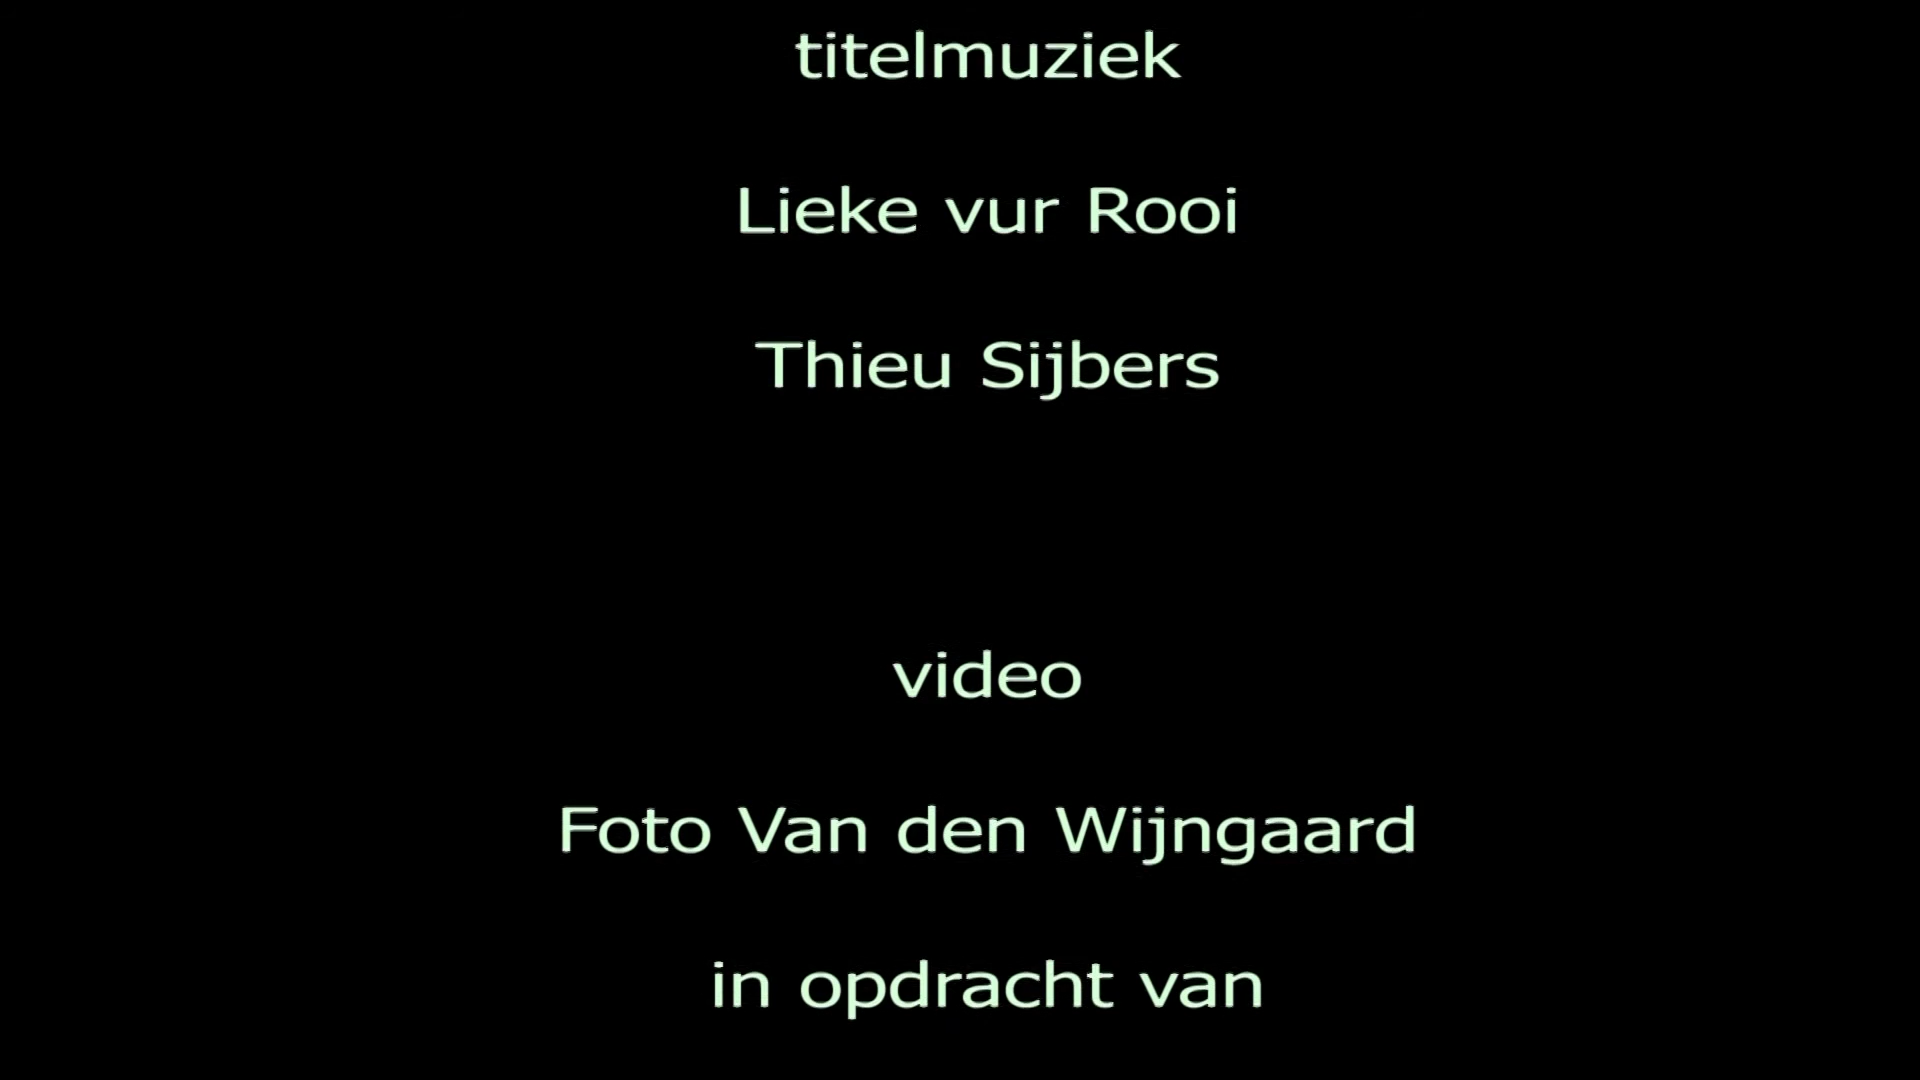 titelmuziek
Lieke vur Rooi
Thieu Sijbers
video
Foto Van den Wijngaard
in opdracht van